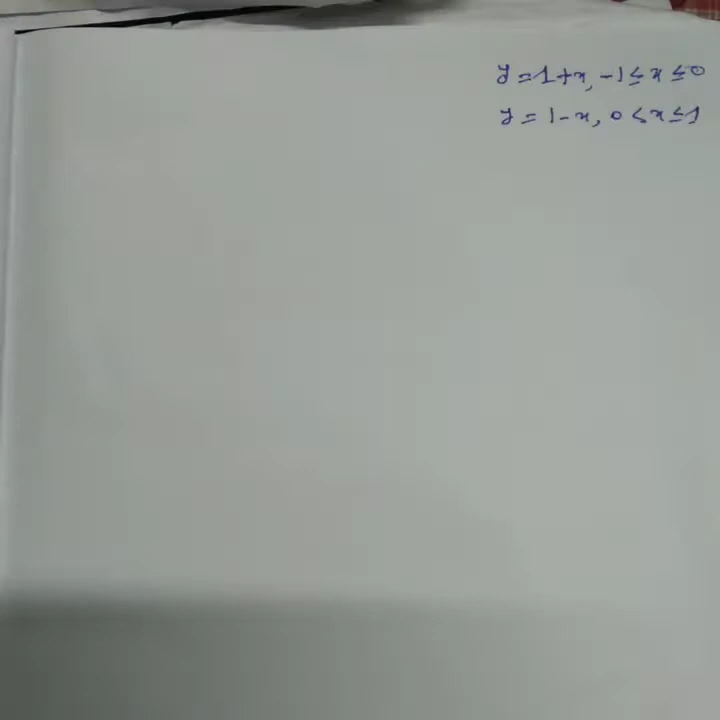 y = 1+x, -1 ≤ x ≤ 0
y = 1-x, 0 < x ≤ 1